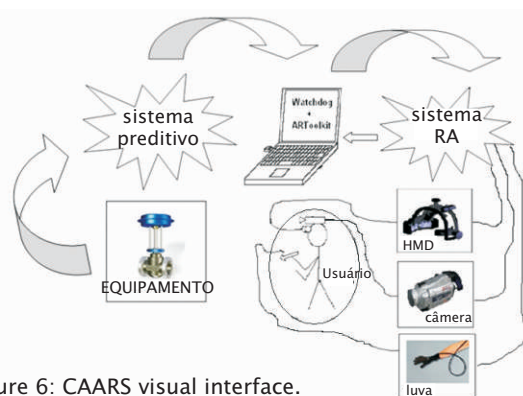 sistema
preditivo
Watchdog
+
ARToolkit
sistema
RA
EQUIPAMENTO
Usuário
HMD
câmera
luva
ure 6: CAARS visual interface.